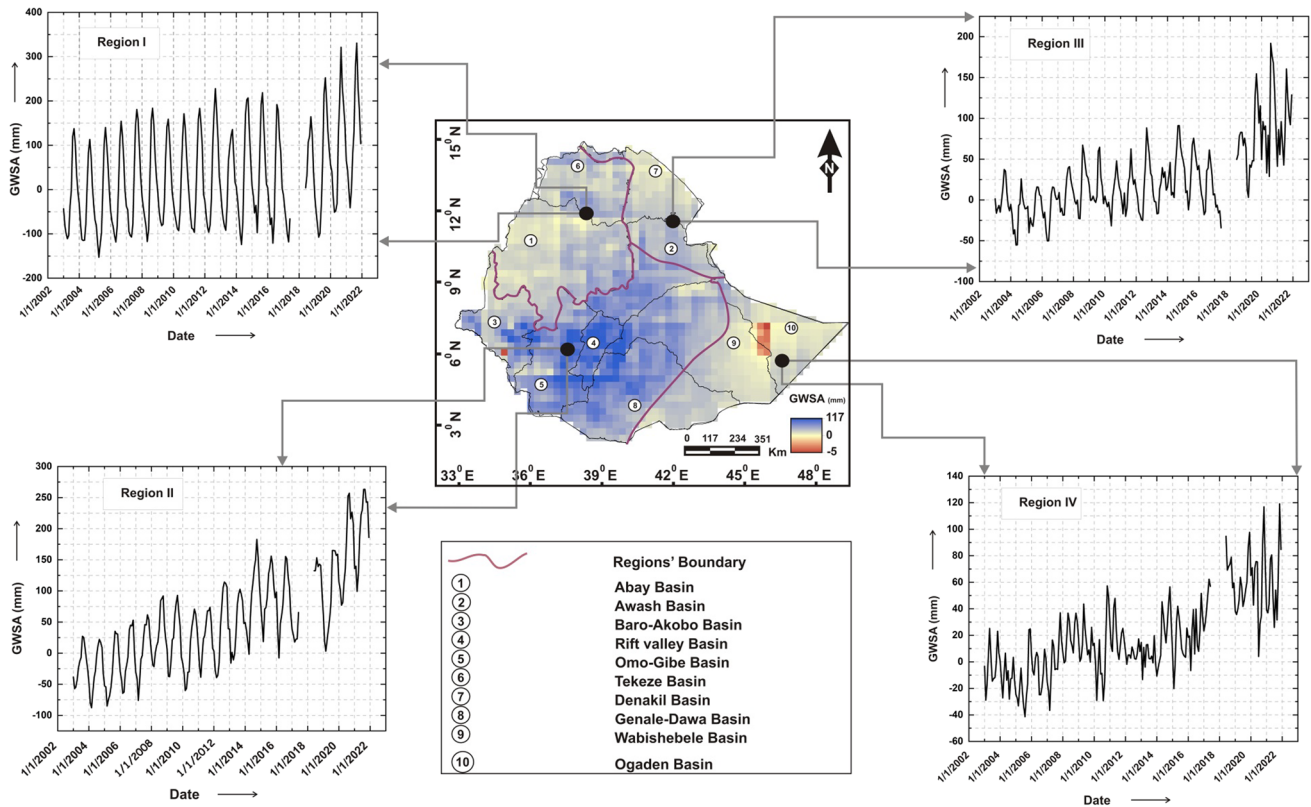 Region I
400
300
200
100
0
-100
-200
GWSA (mm)
1/1/2002
1/1/2004
1/1/2006
1/1/2008
1/1/2010
1/1/2012
1/1/2014
1/1/2016
1/1/2018
1/1/2020
1/1/2022
Date
Region III
200
150
100
50
0
-50
-100
GWSA (mm)
1/1/2002
1/1/2004
1/1/2006
1/1/2008
1/1/2010
1/1/2012
1/1/2014
1/1/2016
1/1/2018
1/1/2020
1/1/2022
Date
15⁰ N
12⁰ N
9⁰ N
6⁰ N
3⁰ N
N
6
7
1
2
3
4
10
9
5
8
GWSA (mm)
117
0
-5
0 117 234 351
Km
33⁰ E 36⁰ E 39⁰ E 42⁰ E 45⁰ E 48⁰ E
Region II
300
250
200
150
100
50
0
-50
-100
GWSA (mm)
1/1/2002
1/1/2004
1/1/2006
1/1/2008
1/1/2010
1/1/2012
1/1/2014
1/1/2016
1/1/2018
1/1/2020
1/1/2022
Date
Regions' Boundary
1 Abay Basin
2 Awash Basin
3 Baro-Akobo Basin
4 Rift valley Basin
5 Omo-Gibe Basin
6 Tekeze Basin
7 Denakil Basin
8 Genale-Dawa Basin
9 Wabishebele Basin
10 Ogaden Basin
Region IV
140
120
100
80
60
40
20
0
-20
-40
-60
GWSA (mm)
1/1/2002
1/1/2004
1/1/2006
1/1/2008
1/1/2010
1/1/2012
1/1/2014
1/1/2016
1/1/2018
1/1/2020
1/1/2022
Date